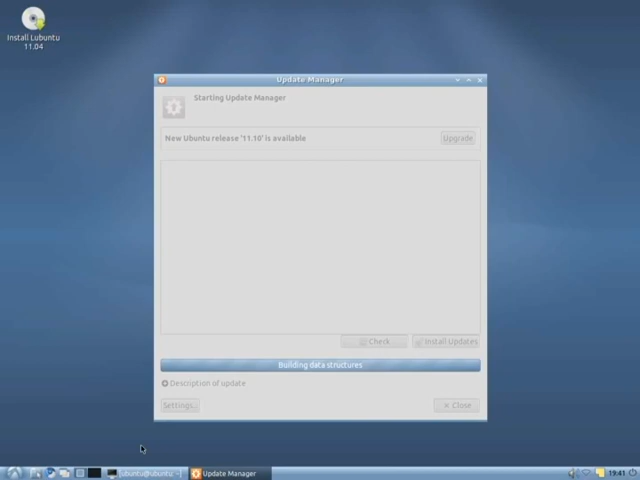 Install Lubuntu
11.04
Update Manager
Starting Update Manager
New Ubuntu release '11.10' is available
Upgrade
Check
Install Updates
Building data structures
Description of update
Settings...
Close
[ubuntu@ubuntu: ~]
Update Manager
19:41